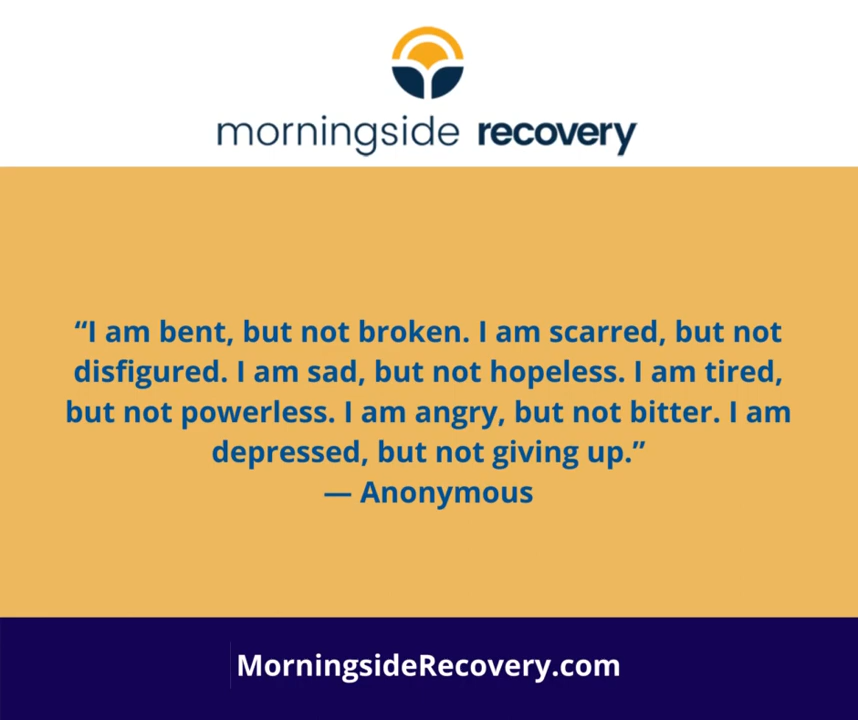 morningside recovery
“I am bent, but not broken. I am scarred, but not
disfigured. I am sad, but not hopeless. I am tired,
but not powerless. I am angry, but not bitter. I am
depressed, but not giving up.”
— Anonymous
MorningsideRecovery.com